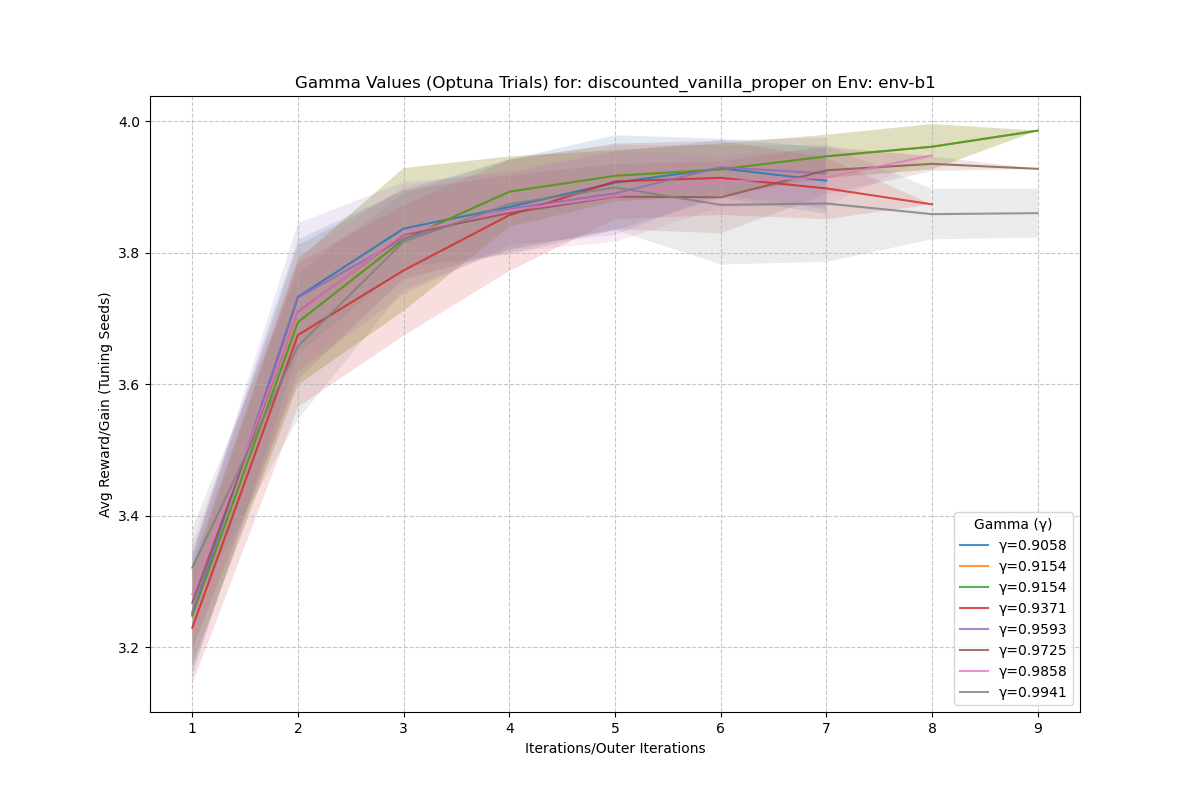 Gamma Values (Optuna Trials) for: discounted_vanilla_proper on Env: env-b1
Avg Reward/Gain (Tuning Seeds)
4.0
3.8
3.6
3.4
3.2
Gamma (γ)
γ=0.9058
γ=0.9154
γ=0.9154
γ=0.9371
γ=0.9593
γ=0.9725
γ=0.9858
γ=0.9941
1 2 3 4 5 6 7 8 9
Iterations/Outer Iterations